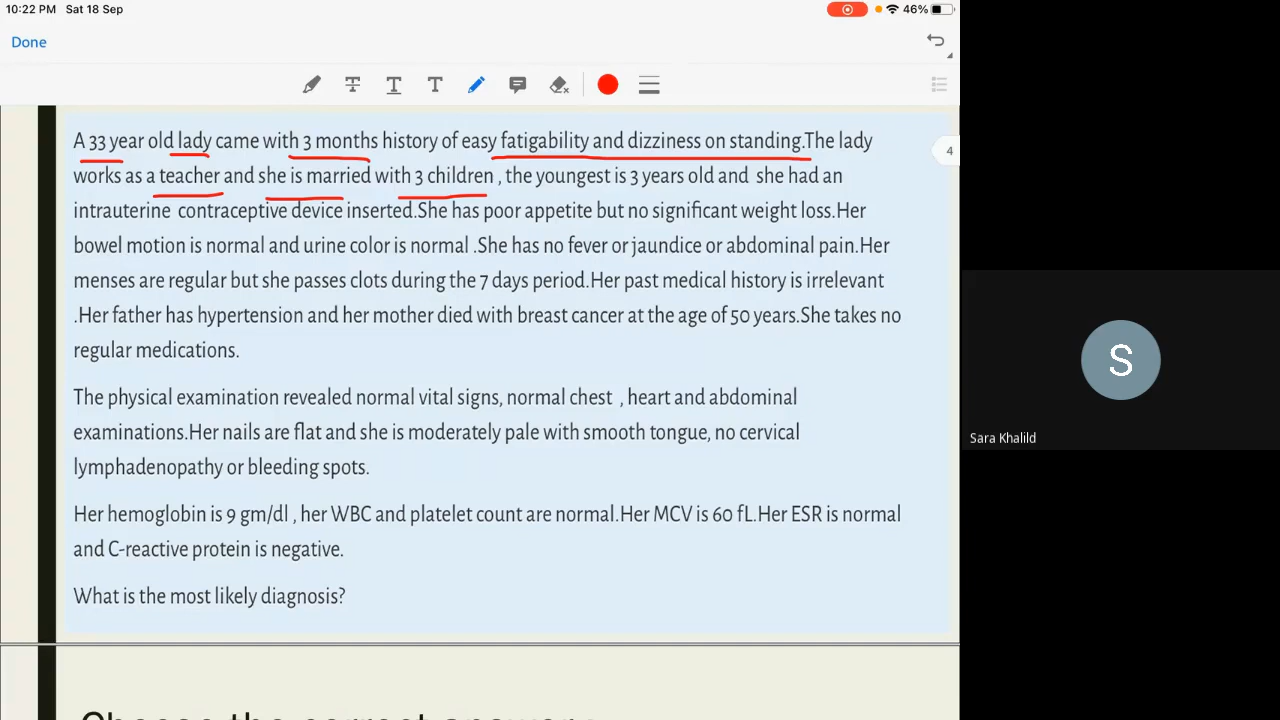 10:22 PM Sat 18 Sep 46%
Done
T T T
A 33 year old lady came with 3 months history of easy fatigability and dizziness on standing.The lady
4
works as a teacher and she is married with 3 children , the youngest is 3 years old and she had an
intrauterine contraceptive device inserted.She has poor appetite but no significant weight loss.Her
bowel motion is normal and urine color is normal .She has no fever or jaundice or abdominal pain.Her
menses are regular but she passes clots during the 7 days period.Her past medical history is irrelevant
.Her father has hypertension and her mother died with breast cancer at the age of 50 years.She takes no
regular medications.
The physical examination revealed normal vital signs, normal chest , heart and abdominal
examinations.Her nails are flat and she is moderately pale with smooth tongue, no cervical
lymphadenopathy or bleeding spots.
Her hemoglobin is 9 gm/dl , her WBC and platelet count are normal.Her MCV is 60 fL.Her ESR is normal
and C-reactive protein is negative.
What is the most likely diagnosis?
S
Sara Khalild